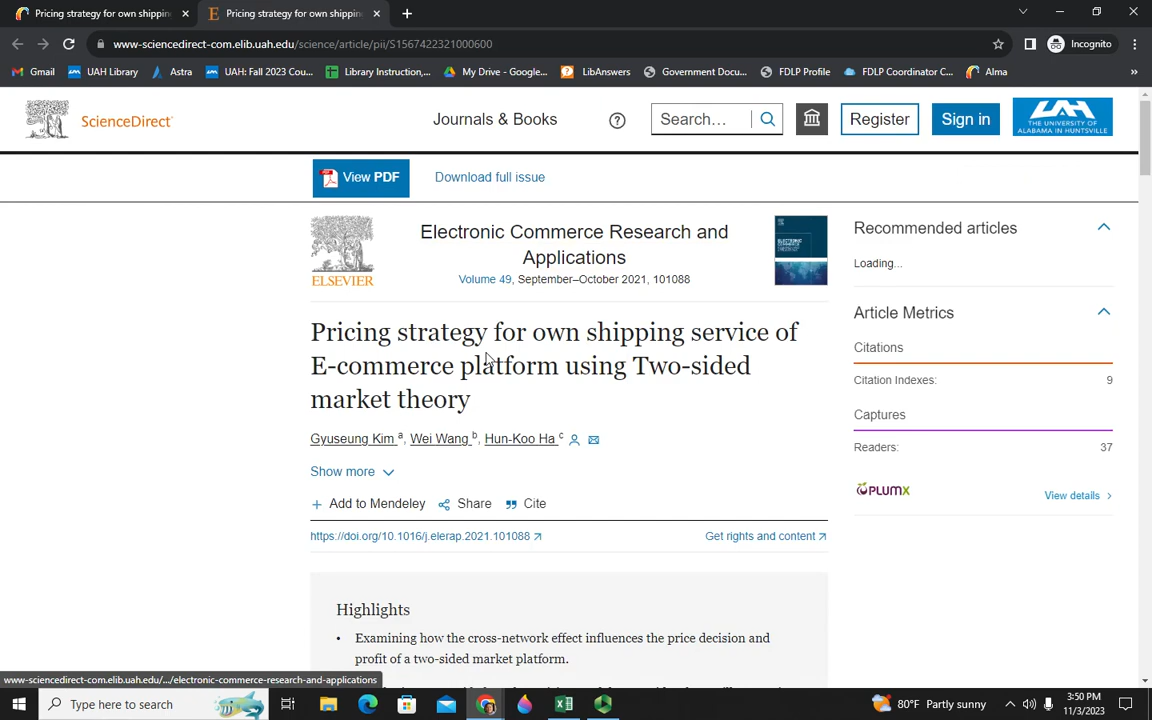 Pricing strategy for own shippin
Pricing strategy for own shippin
www-sciencedirect-com.elib.uah.edu/science/article/pii/S1567422321000600
Incognito
Gmail
UAH Library
Astra
UAH: Fall 2023 Cou...
Library Instruction,...
My Drive - Google...
LibAnswers
Government Docu...
FDLP Profile
FDLP Coordinator C...
Alma
»
ScienceDirect
Journals & Books
Search...
Register
Sign in
UAH
THE UNIVERSITY OF
ALABAMA IN HUNTSVILLE
View PDF
Download full issue
ELSEVIER
Electronic Commerce Research and
Applications
Volume 49, September–October 2021, 101088
Pricing strategy for own shipping service of
E-commerce platform using Two-sided
market theory
Gyuseung Kim a, Wei Wang b, Hun-Koo Ha c
Show more
Add to Mendeley
Share
Cite
https://doi.org/10.1016/j.elerap.2021.101088
Get rights and content
Highlights
• Examining how the cross-network effect influences the price decision and
profit of a two-sided market platform.
Recommended articles
Loading...
Article Metrics
Citations
Citation Indexes: 9
Captures
Readers: 37
PLUMX
View details
www-sciencedirect-com.elib.uah.edu/.../electronic-commerce-research-and-applications
Type here to search
80°F Partly sunny
3:50 PM
11/3/2023